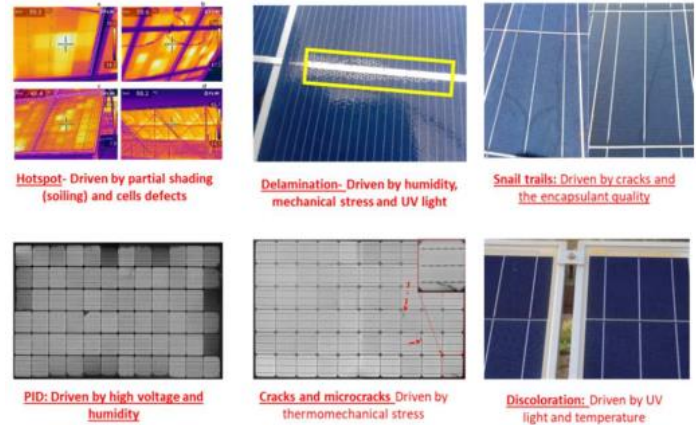 Hotspot- Driven by partial shading
(soiling) and cells defects
Delamination- Driven by humidity,
mechanical stress and UV light
Snail trails: Driven by cracks and
the encapsulant quality
PID: Driven by high voltage and
humidity
Cracks and microcracks Driven by
thermomechanical stress
Discoloration: Driven by UV
light and temperature